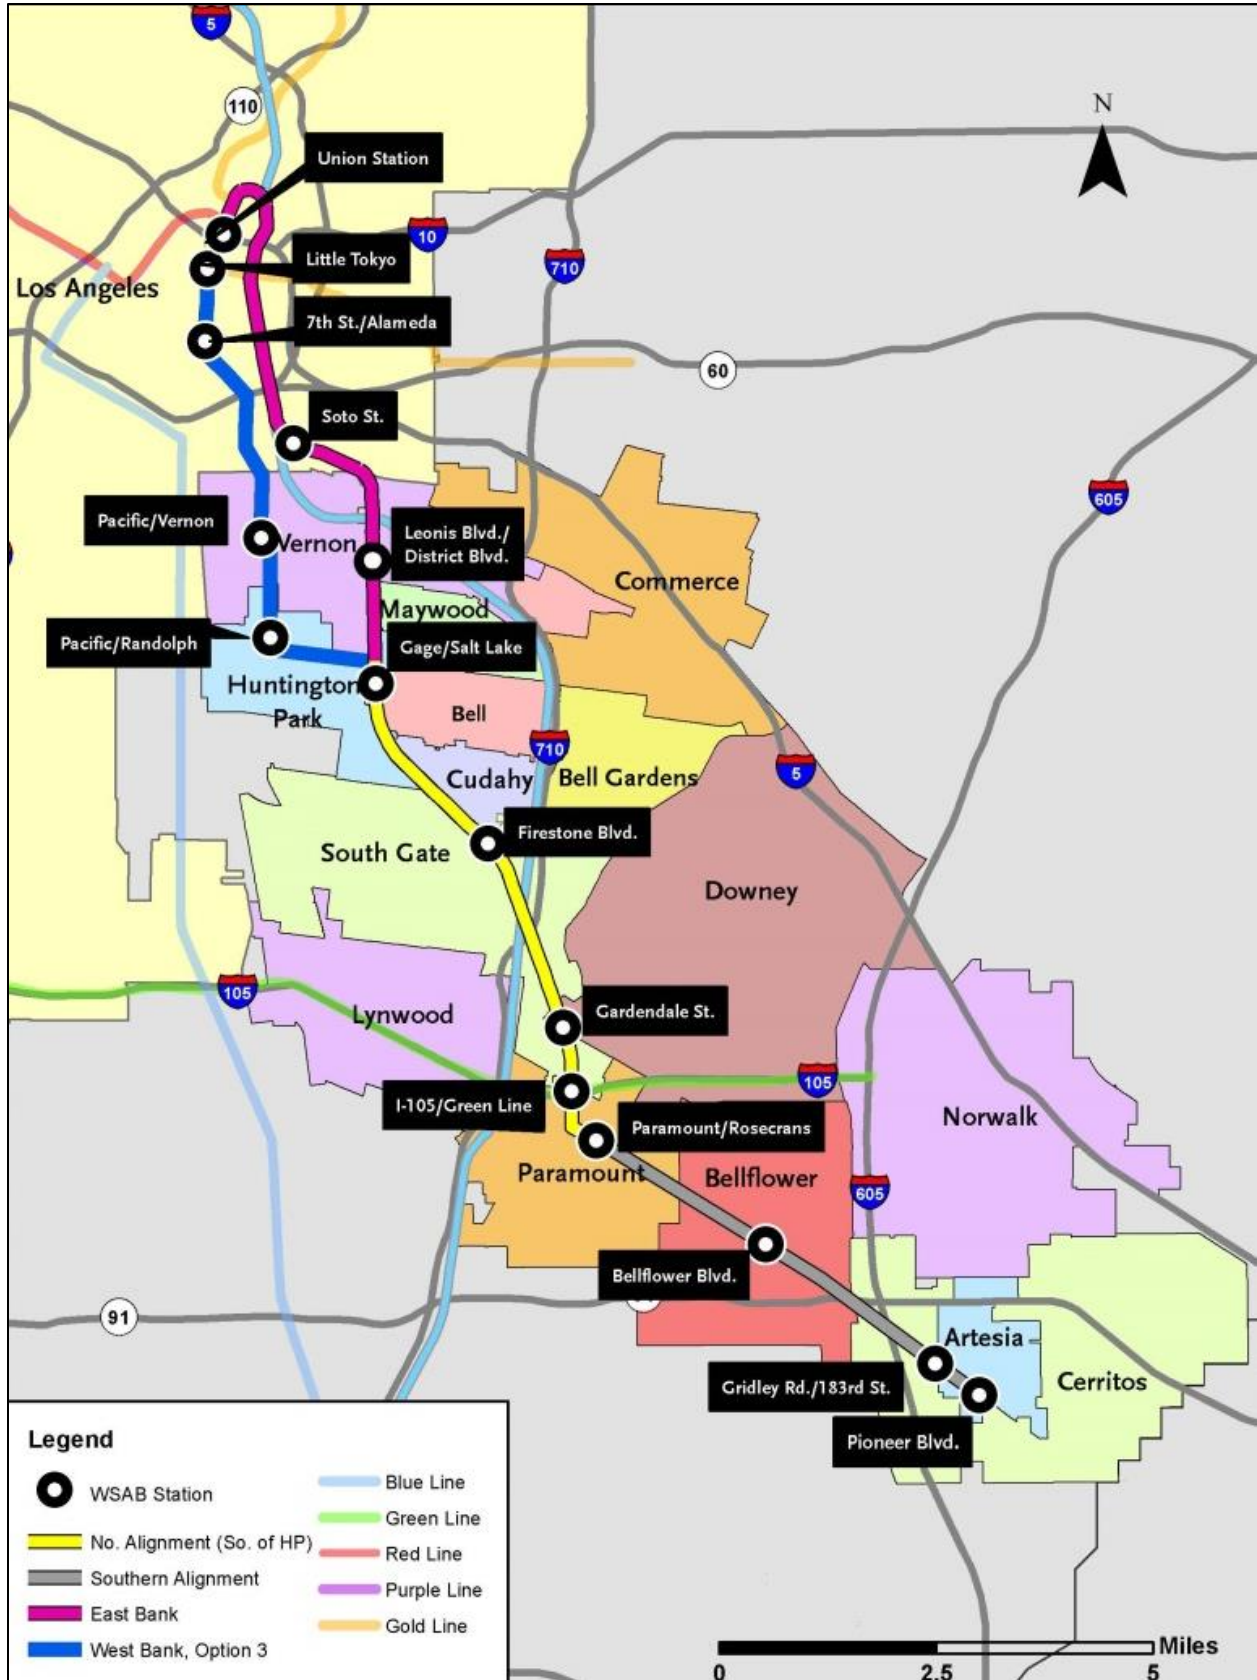 5
110
N
Union Station
10
Little Tokyo
710
Los Angeles
7th St./Alameda
60
Soto St.
605
Pacific/Vernon
Vernon
Leonis Blvd./
District Blvd.
Commerce
Maywood
Pacific/Randolph
Gage/Salt Lake
Huntington
Park
Bell
710
Cudahy
Bell Gardens
5
Firestone Blvd.
South Gate
Downey
105
Lynwood
Gardendale St.
105
I-105/Green Line
Paramount/Rosecrans
Norwalk
Paramount
Bellflower
605
Bellflower Blvd.
91
Artesia
Gridley Rd./183rd St.
Cerritos
Pioneer Blvd.
Legend
WSAB Station
No. Alignment (So. of HP)
Southern Alignment
East Bank
West Bank, Option 3
Blue Line
Green Line
Red Line
Purple Line
Gold Line
Miles
0
2.5
5